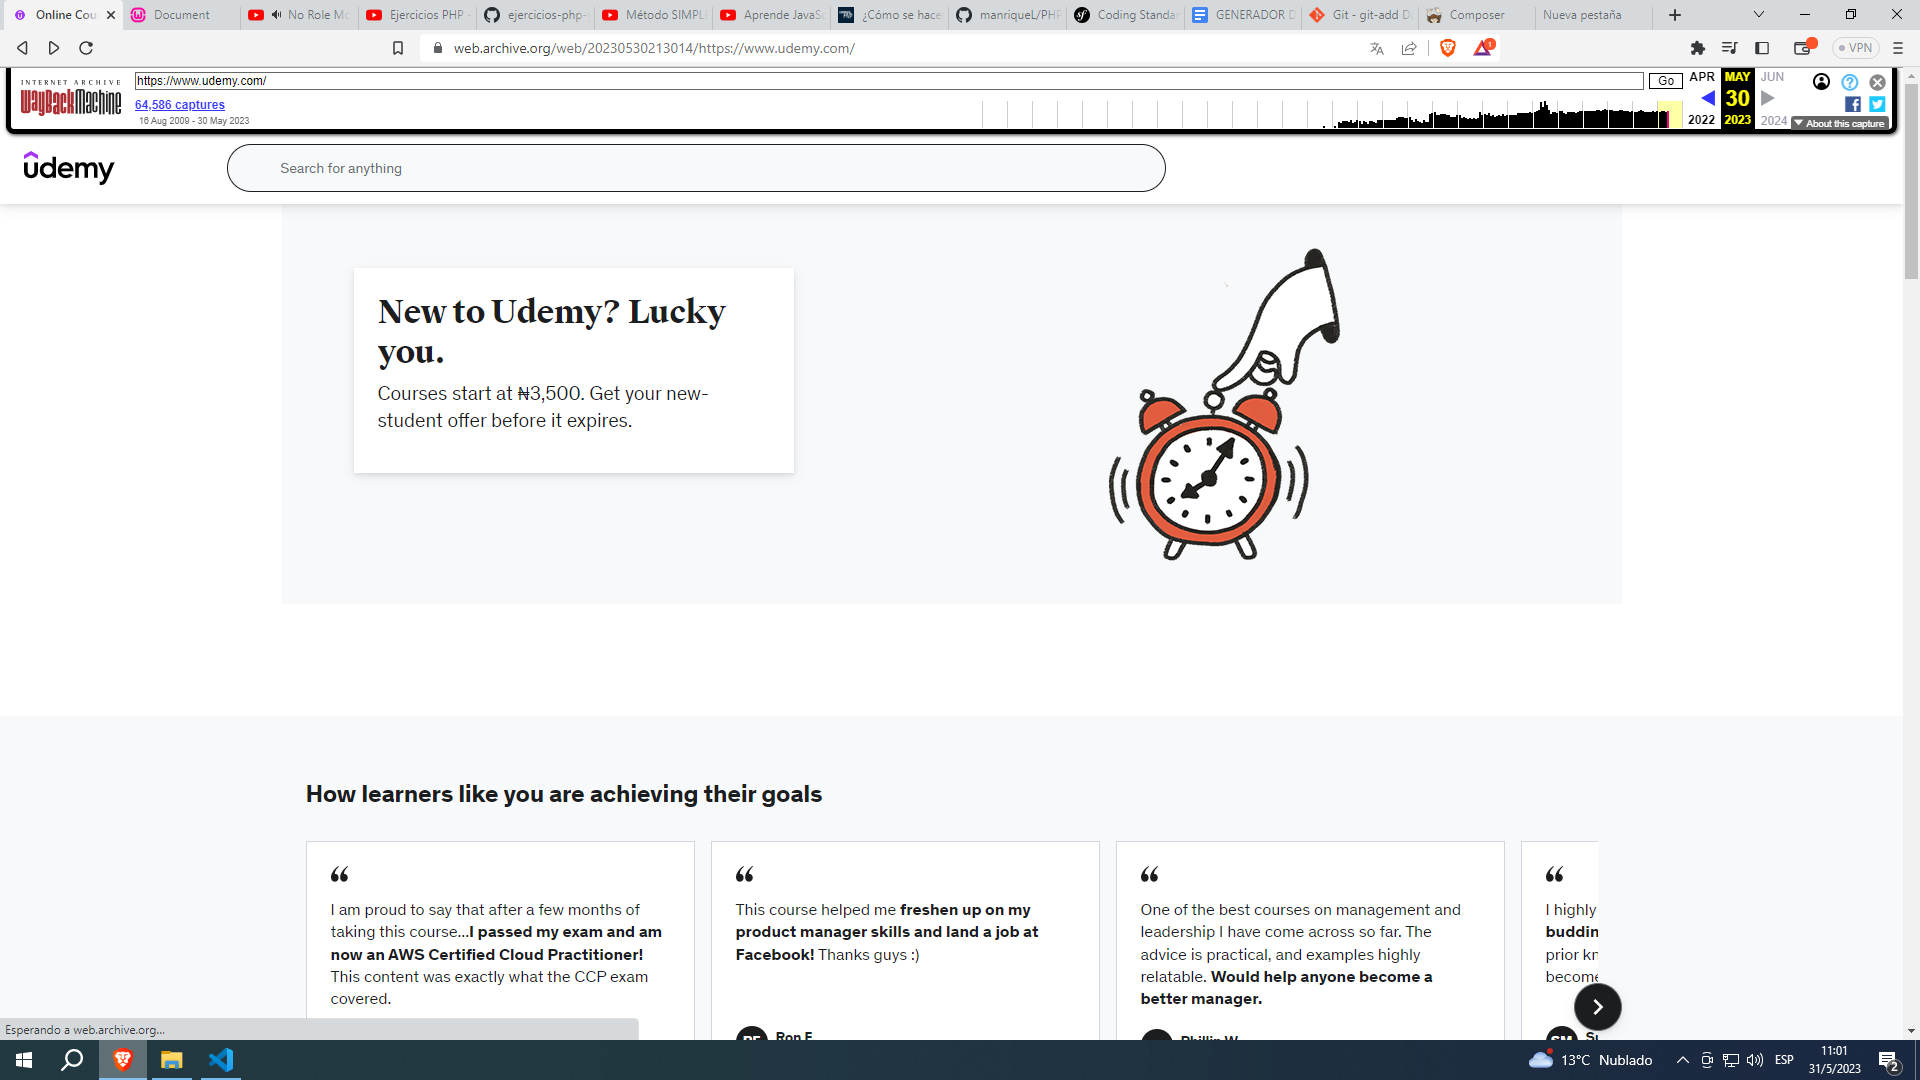 Online Cou
Document
No Role Mo
Ejercicios PHP -
ejercicios-php-
Método SIMPLE
Aprende JavaSc
¿Cómo se hace
manriqueL/PHP
Coding Standar
GENERADOR D
Git - git-add Do
Composer
Nueva pestaña
web.archive.org/web/20230530213014/https://www.udemy.com/
1
VPN
INTERNET ARCHIVE
WayBackMachine
https://www.udemy.com/
Go
APR
MAY
JUN
64,586 captures
30
16 Aug 2009 - 30 May 2023
2022
2023
2024
About this capture
udemy
Search for anything
New to Udemy? Lucky
you.
Courses start at ₦3,500. Get your new-
student offer before it expires.
How learners like you are achieving their goals
I am proud to say that after a few months of
taking this course...I passed my exam and am
now an AWS Certified Cloud Practitioner!
This content was exactly what the CCP exam
covered.
This course helped me freshen up on my
product manager skills and land a job at
Facebook! Thanks guys :)
Ron F
One of the best courses on management and
leadership I have come across so far. The
advice is practical, and examples highly
relatable. Would help anyone become a
better manager.
Phillip W
I highly
buddin
prior kn
become
Esperando a web.archive.org...
13°C Nublado
ESP
11:01
31/5/2023
2